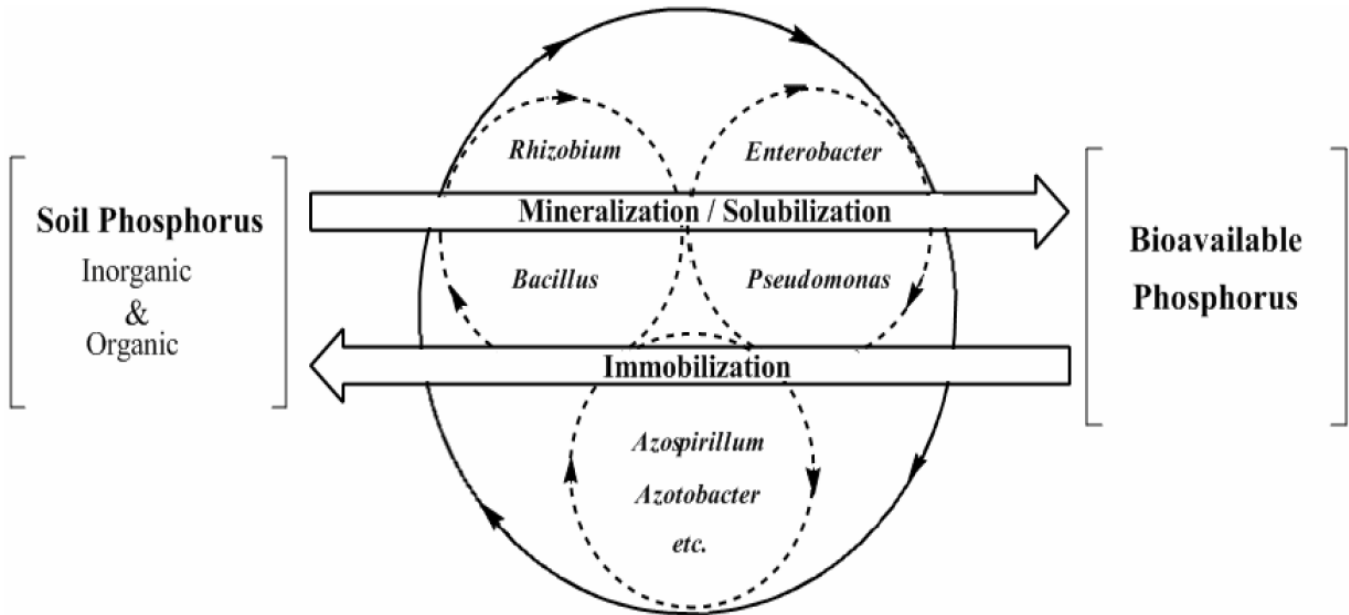 Soil Phosphorus
Inorganic
&
Organic
Rhizobium
Enterobacter
Mineralization / Solubilization
Bacillus
Pseudomonas
Immobilization
Azospirillum
Azotobacter
etc.
Bioavailable
Phosphorus